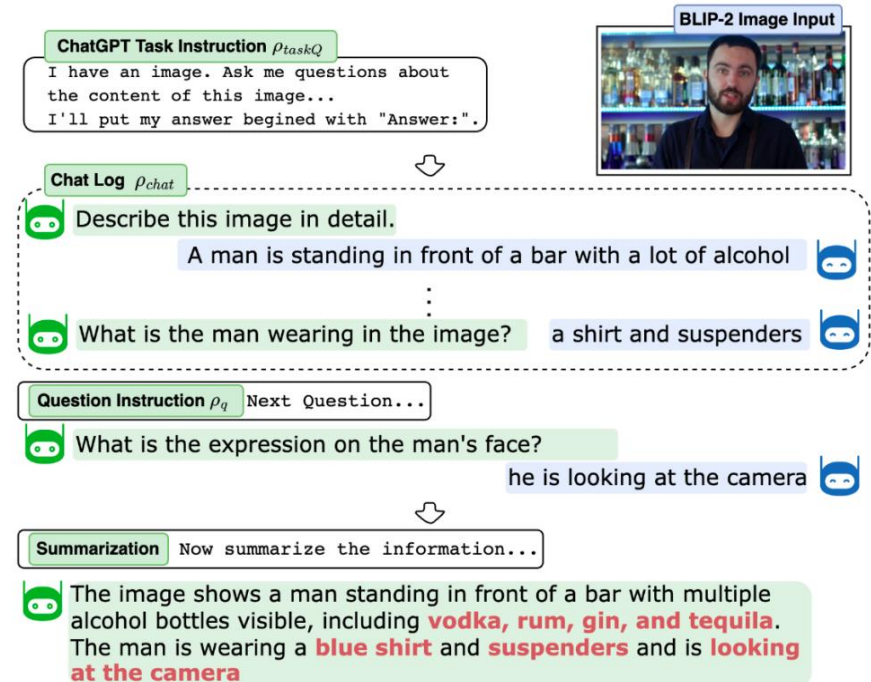 BLIP-2 Image Input
ChatGPT Task Instruction ρ_taskQ
I have an image. Ask me questions about
the content of this image...
I'll put my answer begined with "Answer:".
Chat Log ρ_chat
Describe this image in detail.
A man is standing in front of a bar with a lot of alcohol
⋮
What is the man wearing in the image?
a shirt and suspenders
Question Instruction ρ_q Next Question...
What is the expression on the man's face?
he is looking at the camera
Summarization Now summarize the information...
The image shows a man standing in front of a bar with multiple
alcohol bottles visible, including vodka, rum, gin, and tequila.
The man is wearing a blue shirt and suspenders and is looking
at the camera